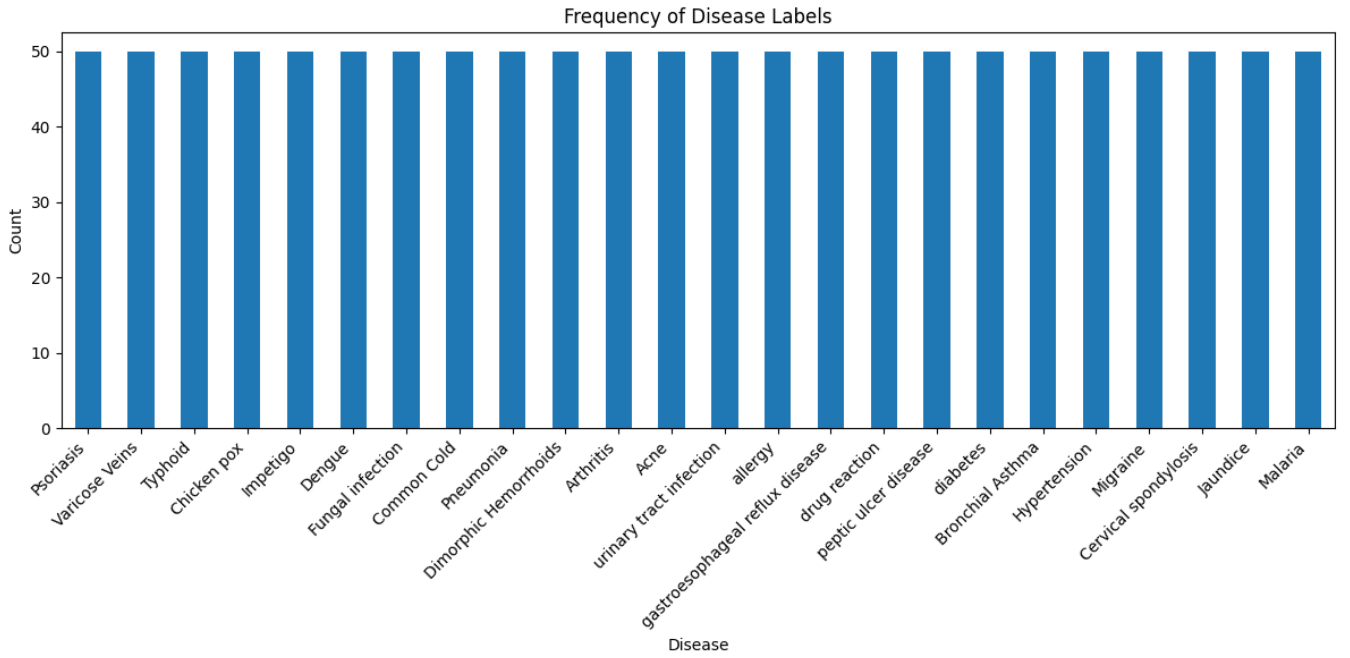 Frequency of Disease Labels
50
40
30
20
10
0
Count
Psoriasis
Varicose Veins
Typhoid
Chicken pox
Impetigo
Dengue
Fungal infection
Common Cold
Pneumonia
Dimorphic Hemorrhoids
Arthritis
Acne
urinary tract infection
allergy
gastroesophageal reflux disease
drug reaction
peptic ulcer disease
diabetes
Bronchial Asthma
Hypertension
Migraine
Cervical spondylosis
Jaundice
Malaria
Disease